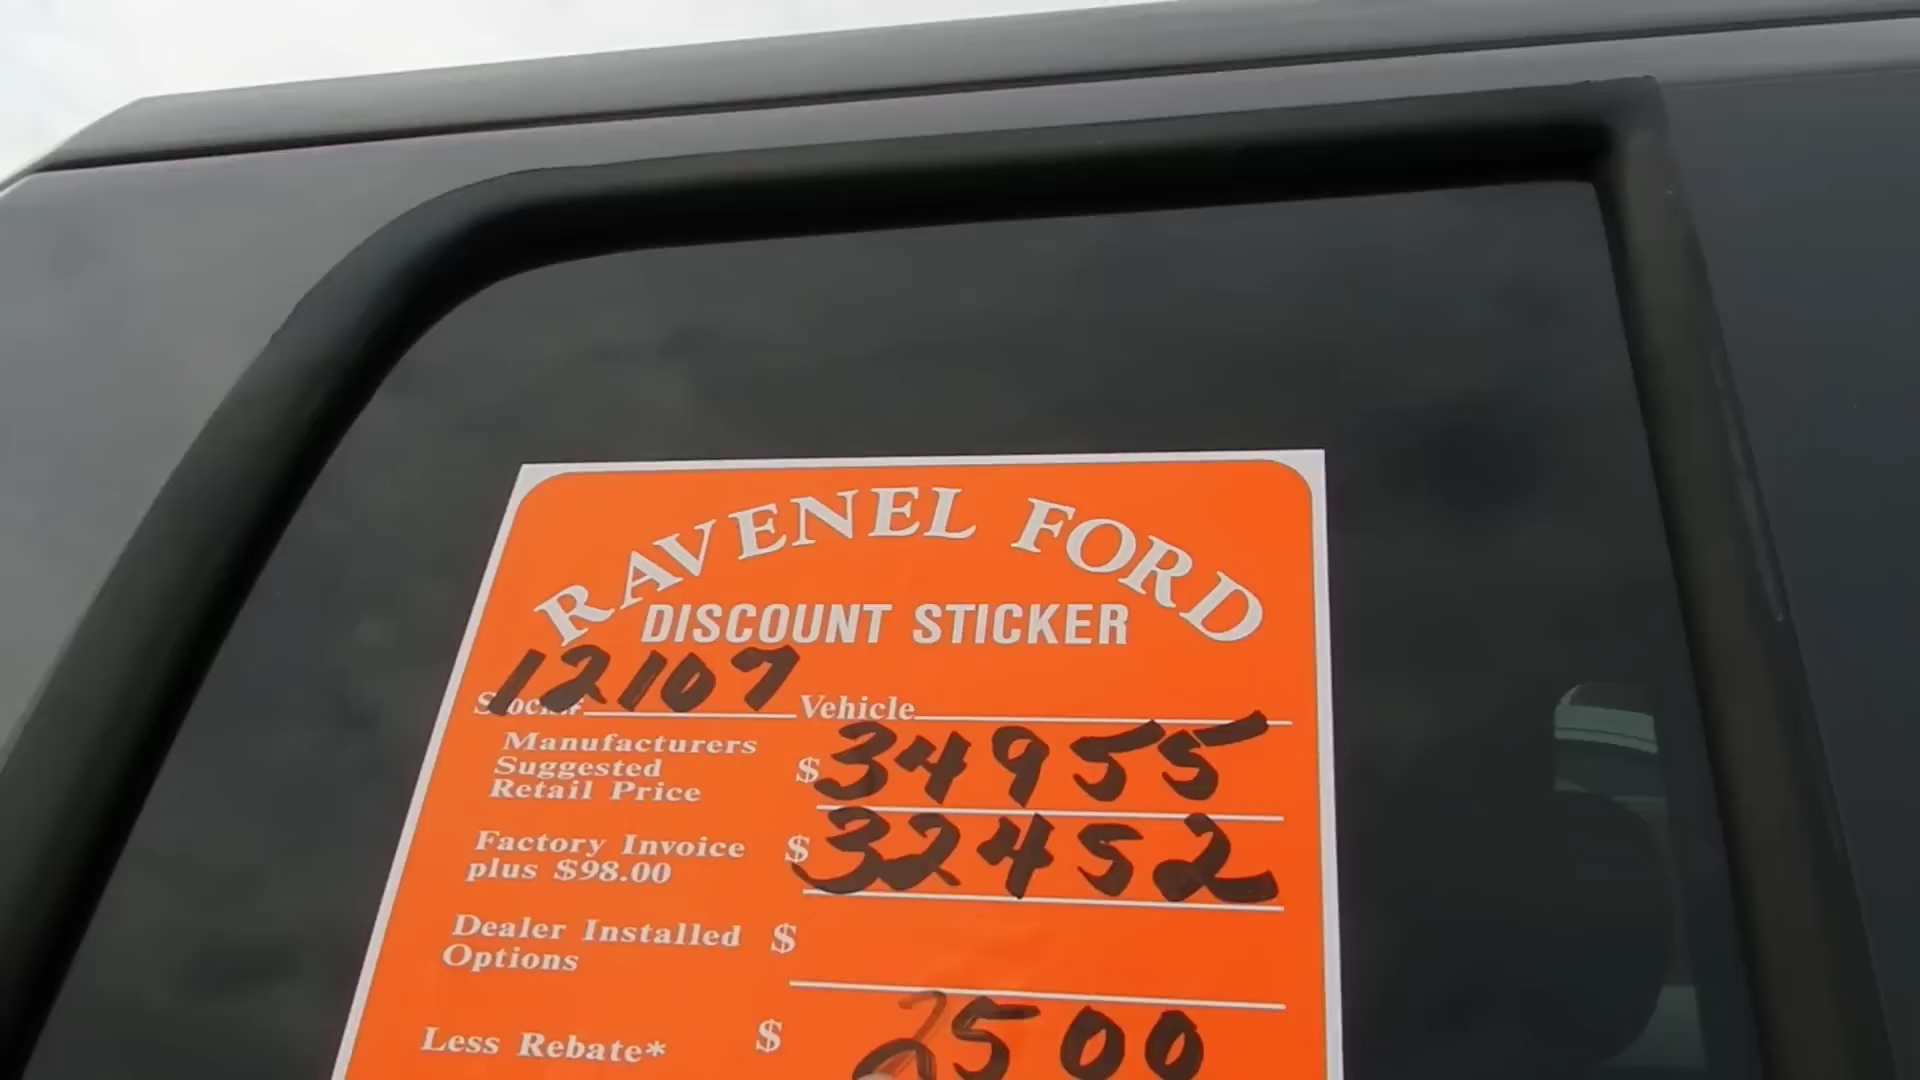 RAVENEL FORD
DISCOUNT STICKER
Stock# 12107 Vehicle
Manufacturers
Suggested
Retail Price $ 34955
Factory Invoice
plus $98.00 $ 32452
Dealer Installed
Options $
Less Rebate* $ 2500